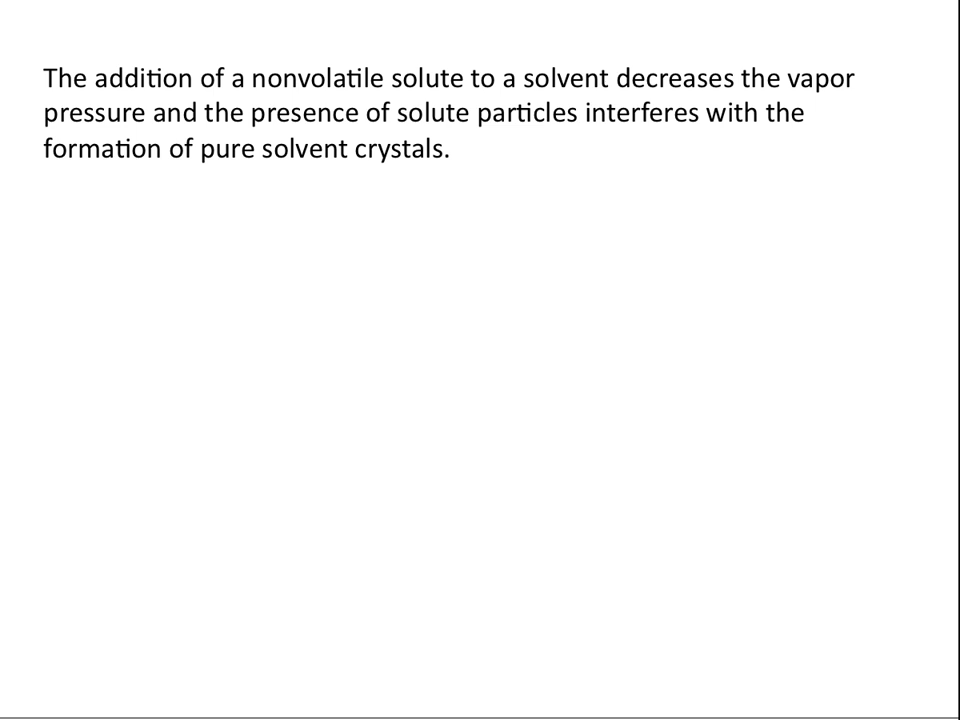 The addition of a nonvolatile solute to a solvent decreases the vapor
pressure and the presence of solute particles interferes with the
formation of pure solvent crystals.